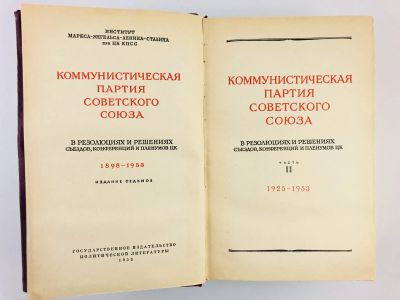 ИНСТИТУТ
МАРКСА-ЭНГЕЛЬСА-ЛЕНИНА-СТАЛИНА
ПРИ ЦК КПСС
КОММУНИСТИЧЕСКАЯ
ПАРТИЯ
СОВЕТСКОГО
СОЮЗА
В РЕЗОЛЮЦИЯХ И РЕШЕНИЯХ
СЪЕЗДОВ, КОНФЕРЕНЦИЙ И ПЛЕНУМОВ ЦК
1898-1953
ИЗДАНИЕ СЕДЬМОЕ
ГОСУДАРСТВЕННОЕ ИЗДАТЕЛЬСТВО
ПОЛИТИЧЕСКОЙ ЛИТЕРАТУРЫ
1953
КОММУНИСТИЧЕСКАЯ
ПАРТИЯ
СОВЕТСКОГО
СОЮЗА
В РЕЗОЛЮЦИЯХ И РЕШЕНИЯХ
СЪЕЗДОВ, КОНФЕРЕНЦИЙ И ПЛЕНУМОВ ЦК
ЧАСТЬ
II
1925-1953